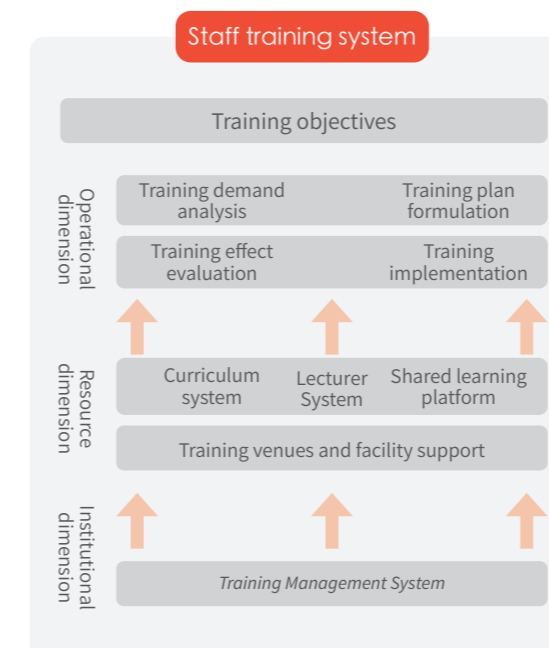 Staff training system
Training objectives
Operational
dimension
Training demand
analysis
Training plan
formulation
Training effect
evaluation
Training
implementation
Resource
dimension
Curriculum
system
Lecturer
System
Shared learning
platform
Training venues and facility support
Institutional
dimension
Training Management System